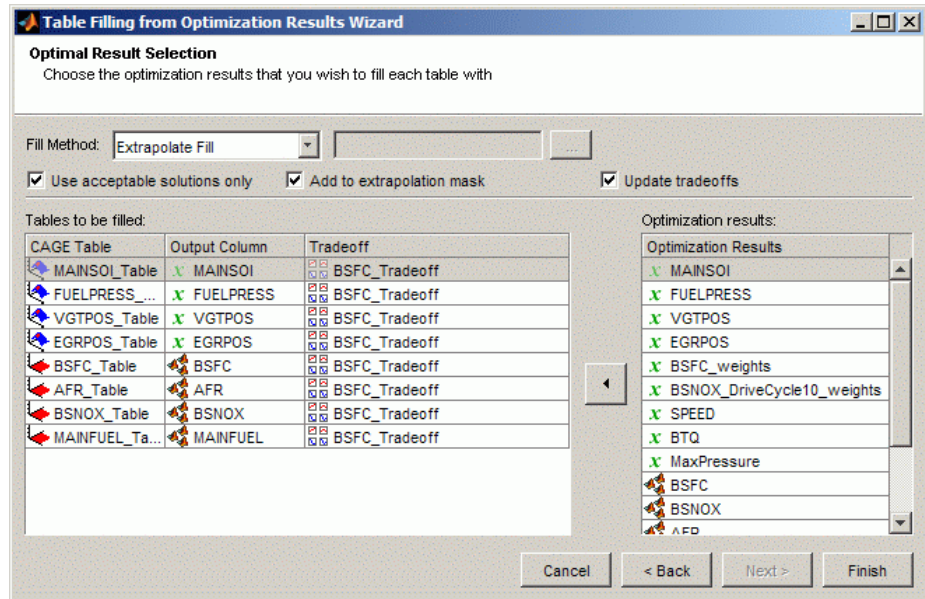 Table Filling from Optimization Results Wizard
Optimal Result Selection
Choose the optimization results that you wish to fill each table with
Fill Method: Extrapolate Fill ...
Use acceptable solutions only Add to extrapolation mask Update tradeoffs
Tables to be filled:
CAGE Table Output Column Tradeoff
MAINSOI_Table x MAINSOI BSFC_Tradeoff
FUELPRESS_... x FUELPRESS BSFC_Tradeoff
VGTPOS_Table x VGTPOS BSFC_Tradeoff
EGRPOS_Table x EGRPOS BSFC_Tradeoff
BSFC_Table BSFC BSFC_Tradeoff
AFR_Table AFR BSFC_Tradeoff
BSNOX_Table BSNOX BSFC_Tradeoff
MAINFUEL_Ta... MAINFUEL BSFC_Tradeoff
Optimization results:
Optimization Results
x MAINSOI
x FUELPRESS
x VGTPOS
x EGRPOS
x BSFC_weights
x BSNOX_DriveCycle10_weights
x SPEED
x BTQ
x MaxPressure
BSFC
BSNOX
AFR
Cancel < Back Next > Finish